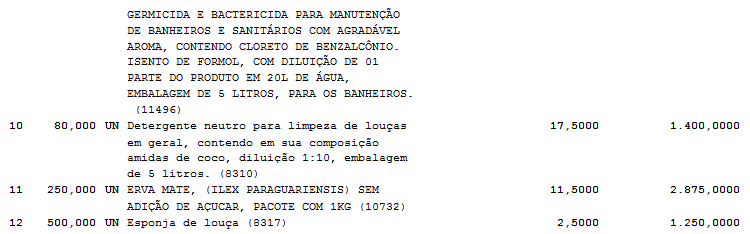 GERMICIDA E BACTERICIDA PARA MANUTENÇÃO
DE BANHEIROS E SANITÁRIOS COM AGRADÁVEL
AROMA, CONTENDO CLORETO DE BENZALCÔNIO.
ISENTO DE FORMOL, COM DILUIÇÃO DE 01
PARTE DO PRODUTO EM 20L DE ÁGUA,
EMBALAGEM DE 5 LITROS, PARA OS BANHEIROS.
(11496)
10 80,000 UN Detergente neutro para limpeza de louças 17,5000 1.400,0000
em geral, contendo em sua composição
amidas de coco, diluição 1:10, embalagem
de 5 litros. (8310)
11 250,000 UN ERVA MATE, (ILEX PARAGUARIENSIS) SEM 11,5000 2.875,0000
ADIÇÃO DE AÇUCAR, PACOTE COM 1KG (10732)
12 500,000 UN Esponja de louça (8317) 2,5000 1.250,0000